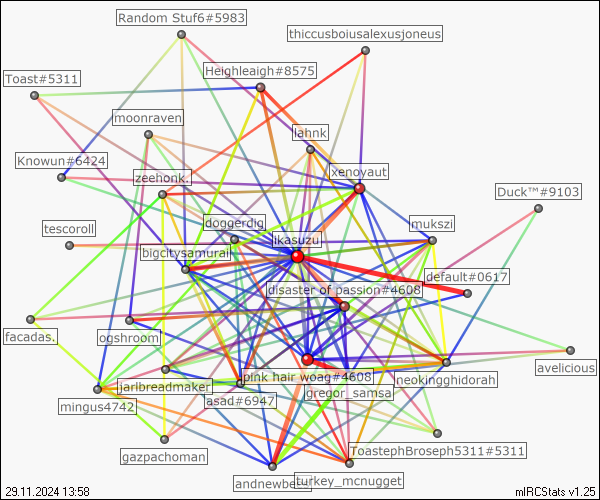 Random Stuf6#5983
thiccusboiusalexusjoneus
Heighleaigh#8575
Toast#5311
moonraven
lahnk
Knowun#6424
xenoyaut
zeehonk.
Duck™#9103
doggerdig
mukszi
tescoroll
ikasuzu
bigcitysamurai
default#0617
disaster of passion#4608
facadas.
ogshroom
avelicious
pink hair woag#4608
neokingghidorah
jaribreadmaker
gregor_samsa
asad#6947
mingus4742
gazpachoman
ToastephBroseph5311#5311
turkey_mcnugget
29.11.2024 13:58
mIRCStats v1.25